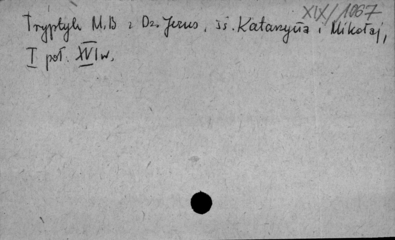 XIX/1067
Tryptyk M.B z Dz. Jezus, śś. Katarzyna i Mikołaj,
I poł. XVI w.